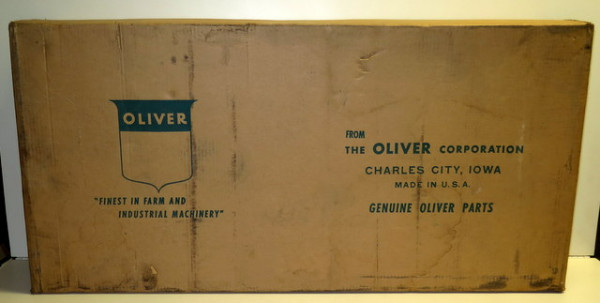 OLIVER
"FINEST IN FARM AND
INDUSTRIAL MACHINERY"
FROM
THE OLIVER CORPORATION
CHARLES CITY, IOWA
MADE IN U.S.A.
GENUINE OLIVER PARTS